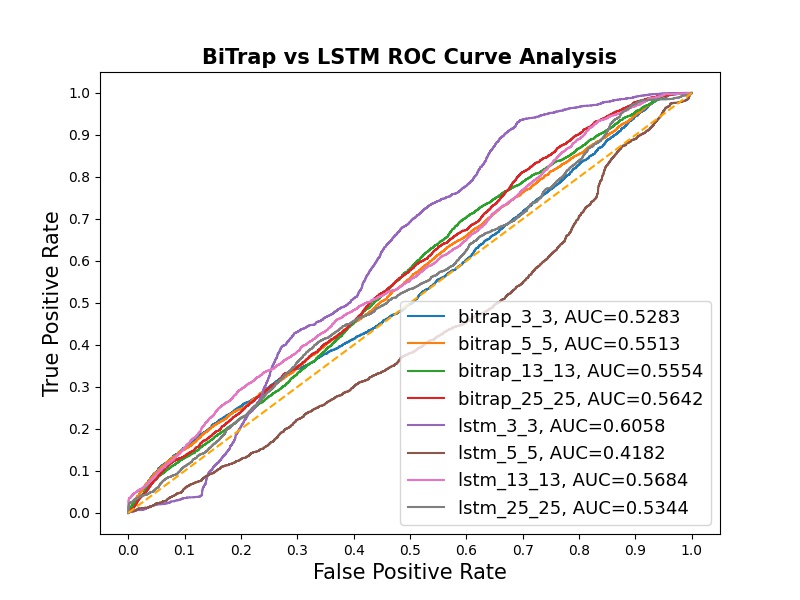 BiTrap vs LSTM ROC Curve Analysis
True Positive Rate
1.0
0.9
0.8
0.7
0.6
0.5
0.4
0.3
0.2
0.1
0.0
bitrap_3_3, AUC=0.5283
bitrap_5_5, AUC=0.5513
bitrap_13_13, AUC=0.5554
bitrap_25_25, AUC=0.5642
lstm_3_3, AUC=0.6058
lstm_5_5, AUC=0.4182
lstm_13_13, AUC=0.5684
lstm_25_25, AUC=0.5344
0.0 0.1 0.2 0.3 0.4 0.5 0.6 0.7 0.8 0.9 1.0
False Positive Rate